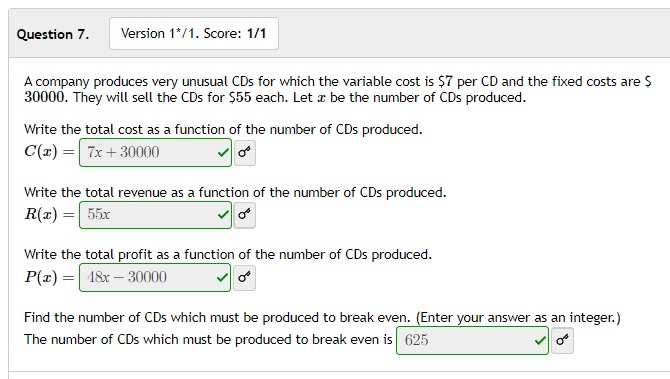 Question 7. Version 1*/1. Score: 1/1
A company produces very unusual CDs for which the variable cost is $7 per CD and the fixed costs are $
30000. They will sell the CDs for $55 each. Let x be the number of CDs produced.
Write the total cost as a function of the number of CDs produced.
C(x) = 7x + 30000
Write the total revenue as a function of the number of CDs produced.
R(x) = 55x
Write the total profit as a function of the number of CDs produced.
P(x) = 48x − 30000
Find the number of CDs which must be produced to break even. (Enter your answer as an integer.)
The number of CDs which must be produced to break even is 625